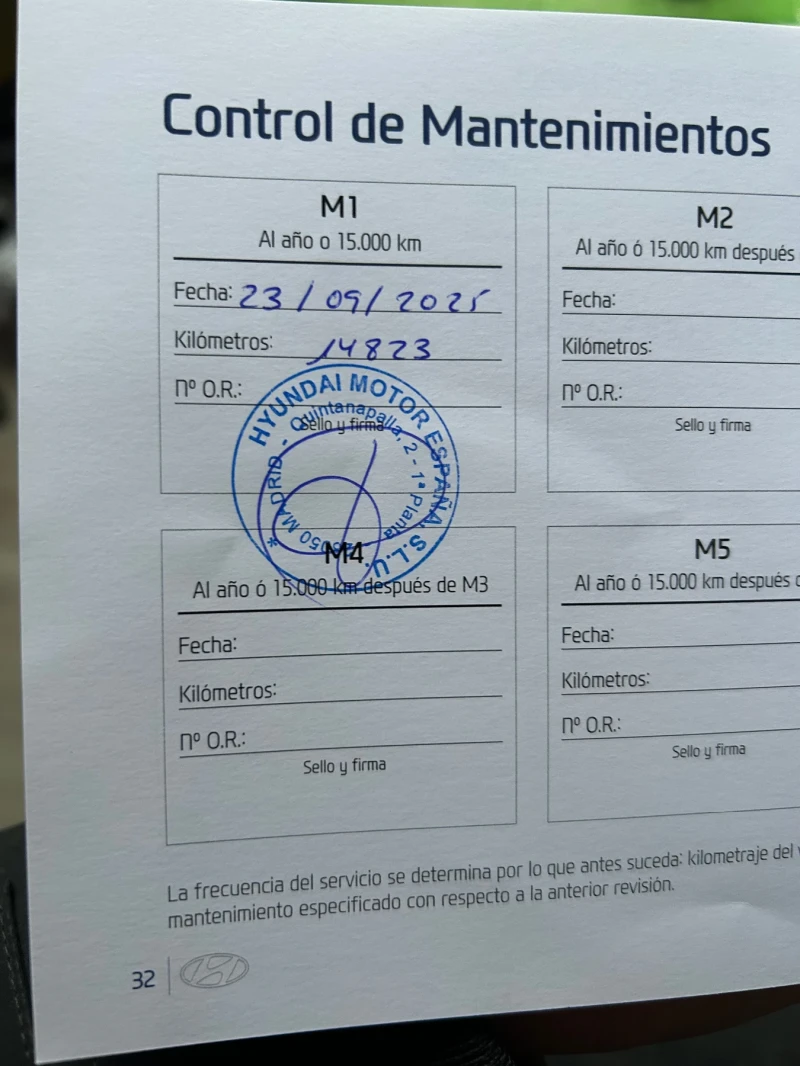 Control de Mantenimientos
M1
Al año o 15.000 km
Fecha: 23/09/2025
Kilómetros: 14823
Nº O.R.:
Sello y firma
HYUNDAI MOTOR ESPAÑA, S.L.U.
Quintanapalla, 2 - 1ª Planta
050 MADRID -
M2
Al año ó 15.000 km después
Fecha:
Kilómetros:
Nº O.R.:
Sello y firma
M4
Al año ó 15.000 km después de M3
Fecha:
Kilómetros:
Nº O.R.:
Sello y firma
M5
Al año ó 15.000 km después
Fecha:
Kilómetros:
Nº O.R.:
Sello y firma
La frecuencia del servicio se determina por lo que antes suceda: kilometraje del
mantenimiento especificado con respecto a la anterior revisión.
32